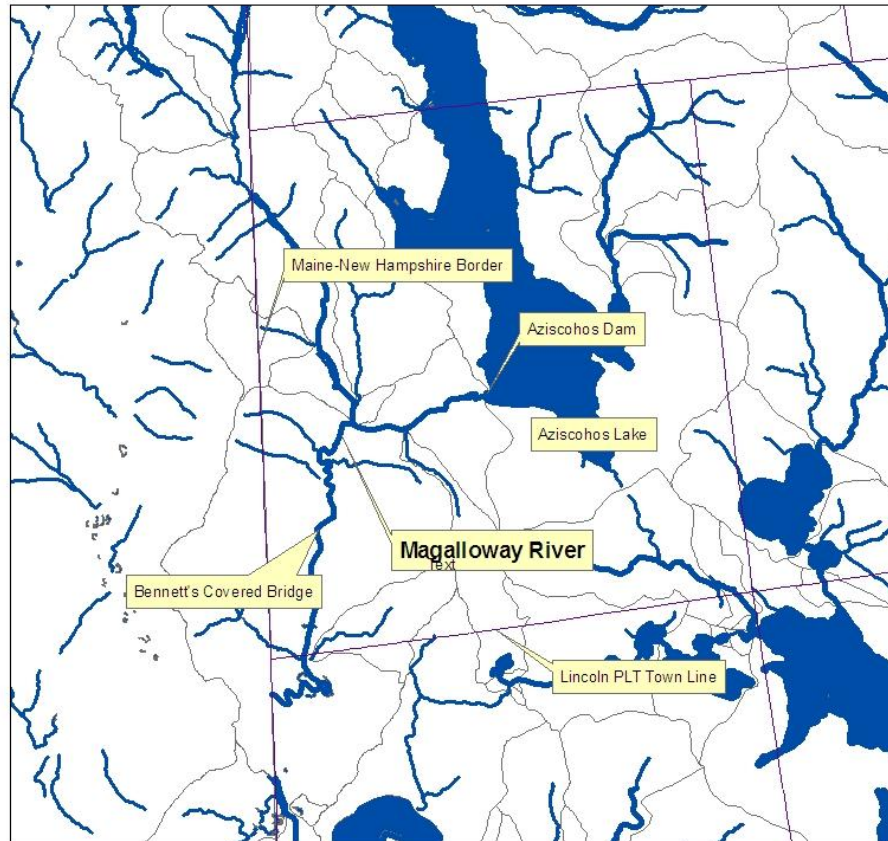 Maine-New Hampshire Border
Aziscohos Dam
Aziscohos Lake
Magalloway River
Text
Bennett's Covered Bridge
Lincoln PLT Town Line